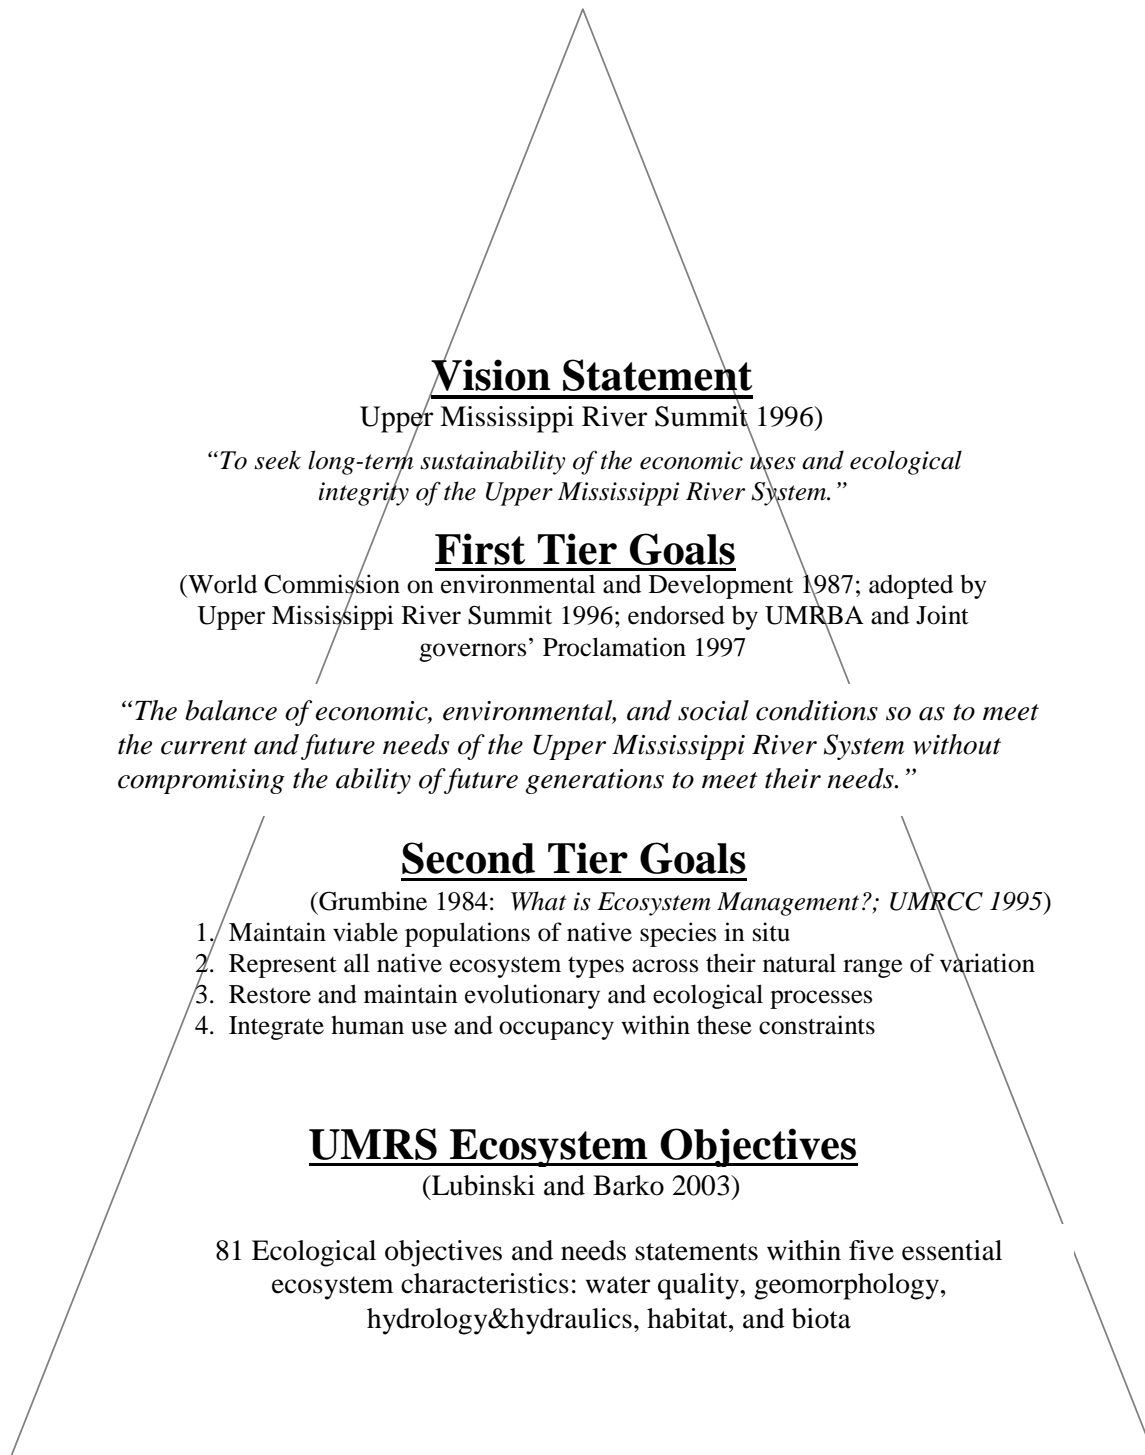 Vision Statement
Upper Mississippi River Summit 1996)
“To seek long-term sustainability of the economic uses and ecological
integrity of the Upper Mississippi River System.”
First Tier Goals
(World Commission on environmental and Development 1987; adopted by
Upper Mississippi River Summit 1996; endorsed by UMRBA and Joint
governors’ Proclamation 1997
“The balance of economic, environmental, and social conditions so as to meet
the current and future needs of the Upper Mississippi River System without
compromising the ability of future generations to meet their needs.”
Second Tier Goals
(Grumbine 1984:  What is Ecosystem Management?; UMRCC 1995)
1.  Maintain viable populations of native species in situ
2.  Represent all native ecosystem types across their natural range of variation
3.  Restore and maintain evolutionary and ecological processes
4.  Integrate human use and occupancy within these constraints
UMRS Ecosystem Objectives
(Lubinski and Barko 2003)
81 Ecological objectives and needs statements within five essential
ecosystem characteristics: water quality, geomorphology,
hydrology&hydraulics, habitat, and biota